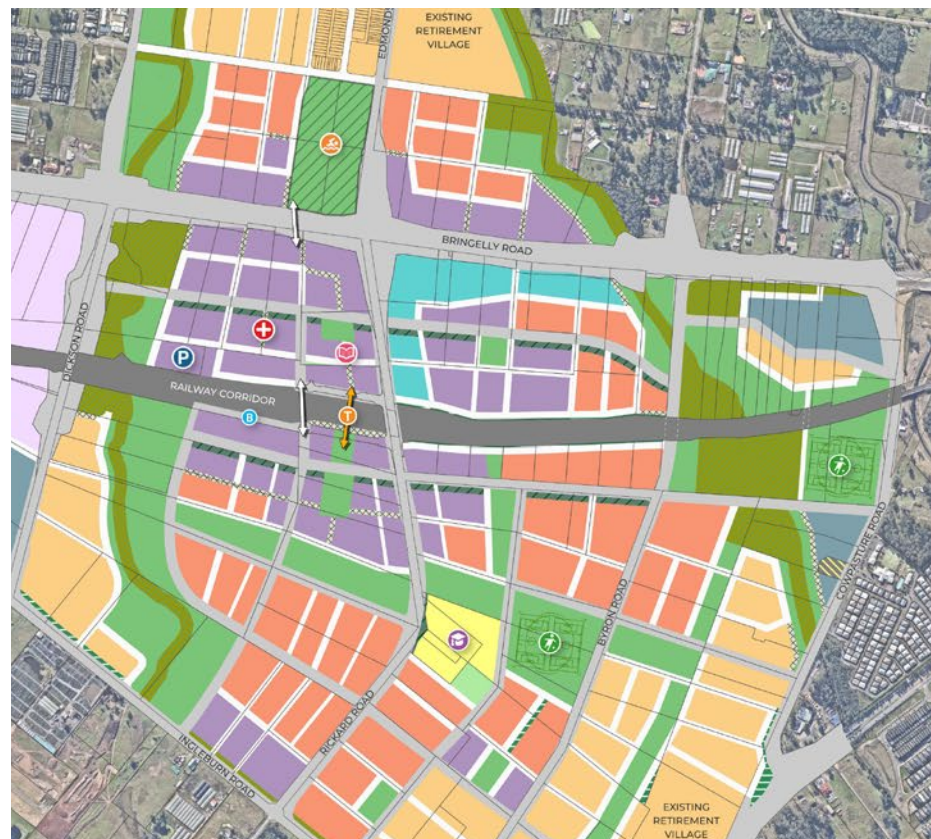 EXISTING
RETIREMENT
VILLAGE
EDMONDS
BRINGELLY ROAD
DICKSON ROAD
P
RAILWAY CORRIDOR
B
T
COWPASTURE ROAD
BYRON ROAD
RICKARD ROAD
INGLEBURN ROAD
EXISTING
RETIREMENT
VILLAGE